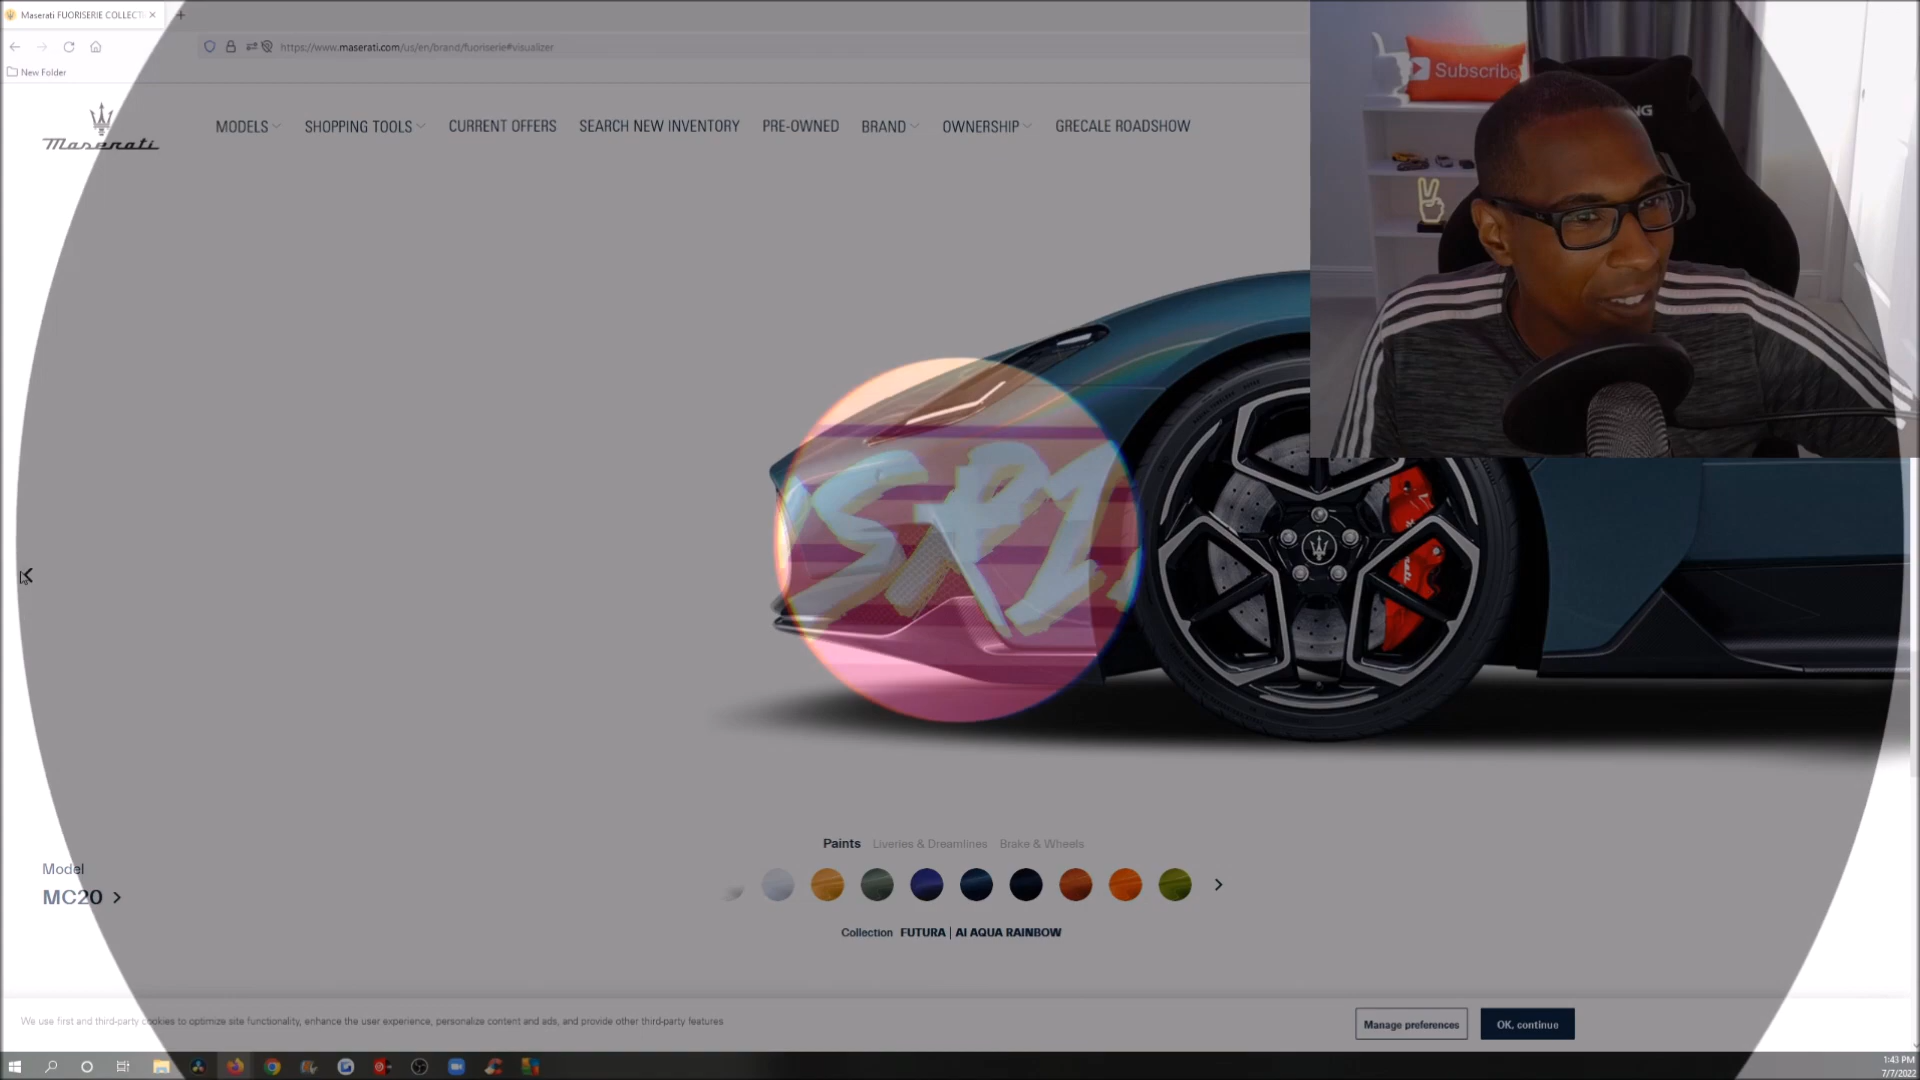 Maserati FUORISERIE COLLECTI
https://www.maserati.com/us/en/brand/fuoriserie#visualizer
New Folder
Maserati
MODELS SHOPPING TOOLS CURRENT OFFERS SEARCH NEW INVENTORY PRE-OWNED BRAND OWNERSHIP GRECALE ROADSHOW
Subscribe
NG
Paints Liveries & Dreamlines Brake & Wheels
Model
MC20
Collection FUTURA | AI AQUA RAINBOW
We use first and third-party cookies to optimize site functionality, enhance the user experience, personalize content and ads, and provide other third-party features
Manage preferences
OK, continue
1:43 PM
7/7/2022